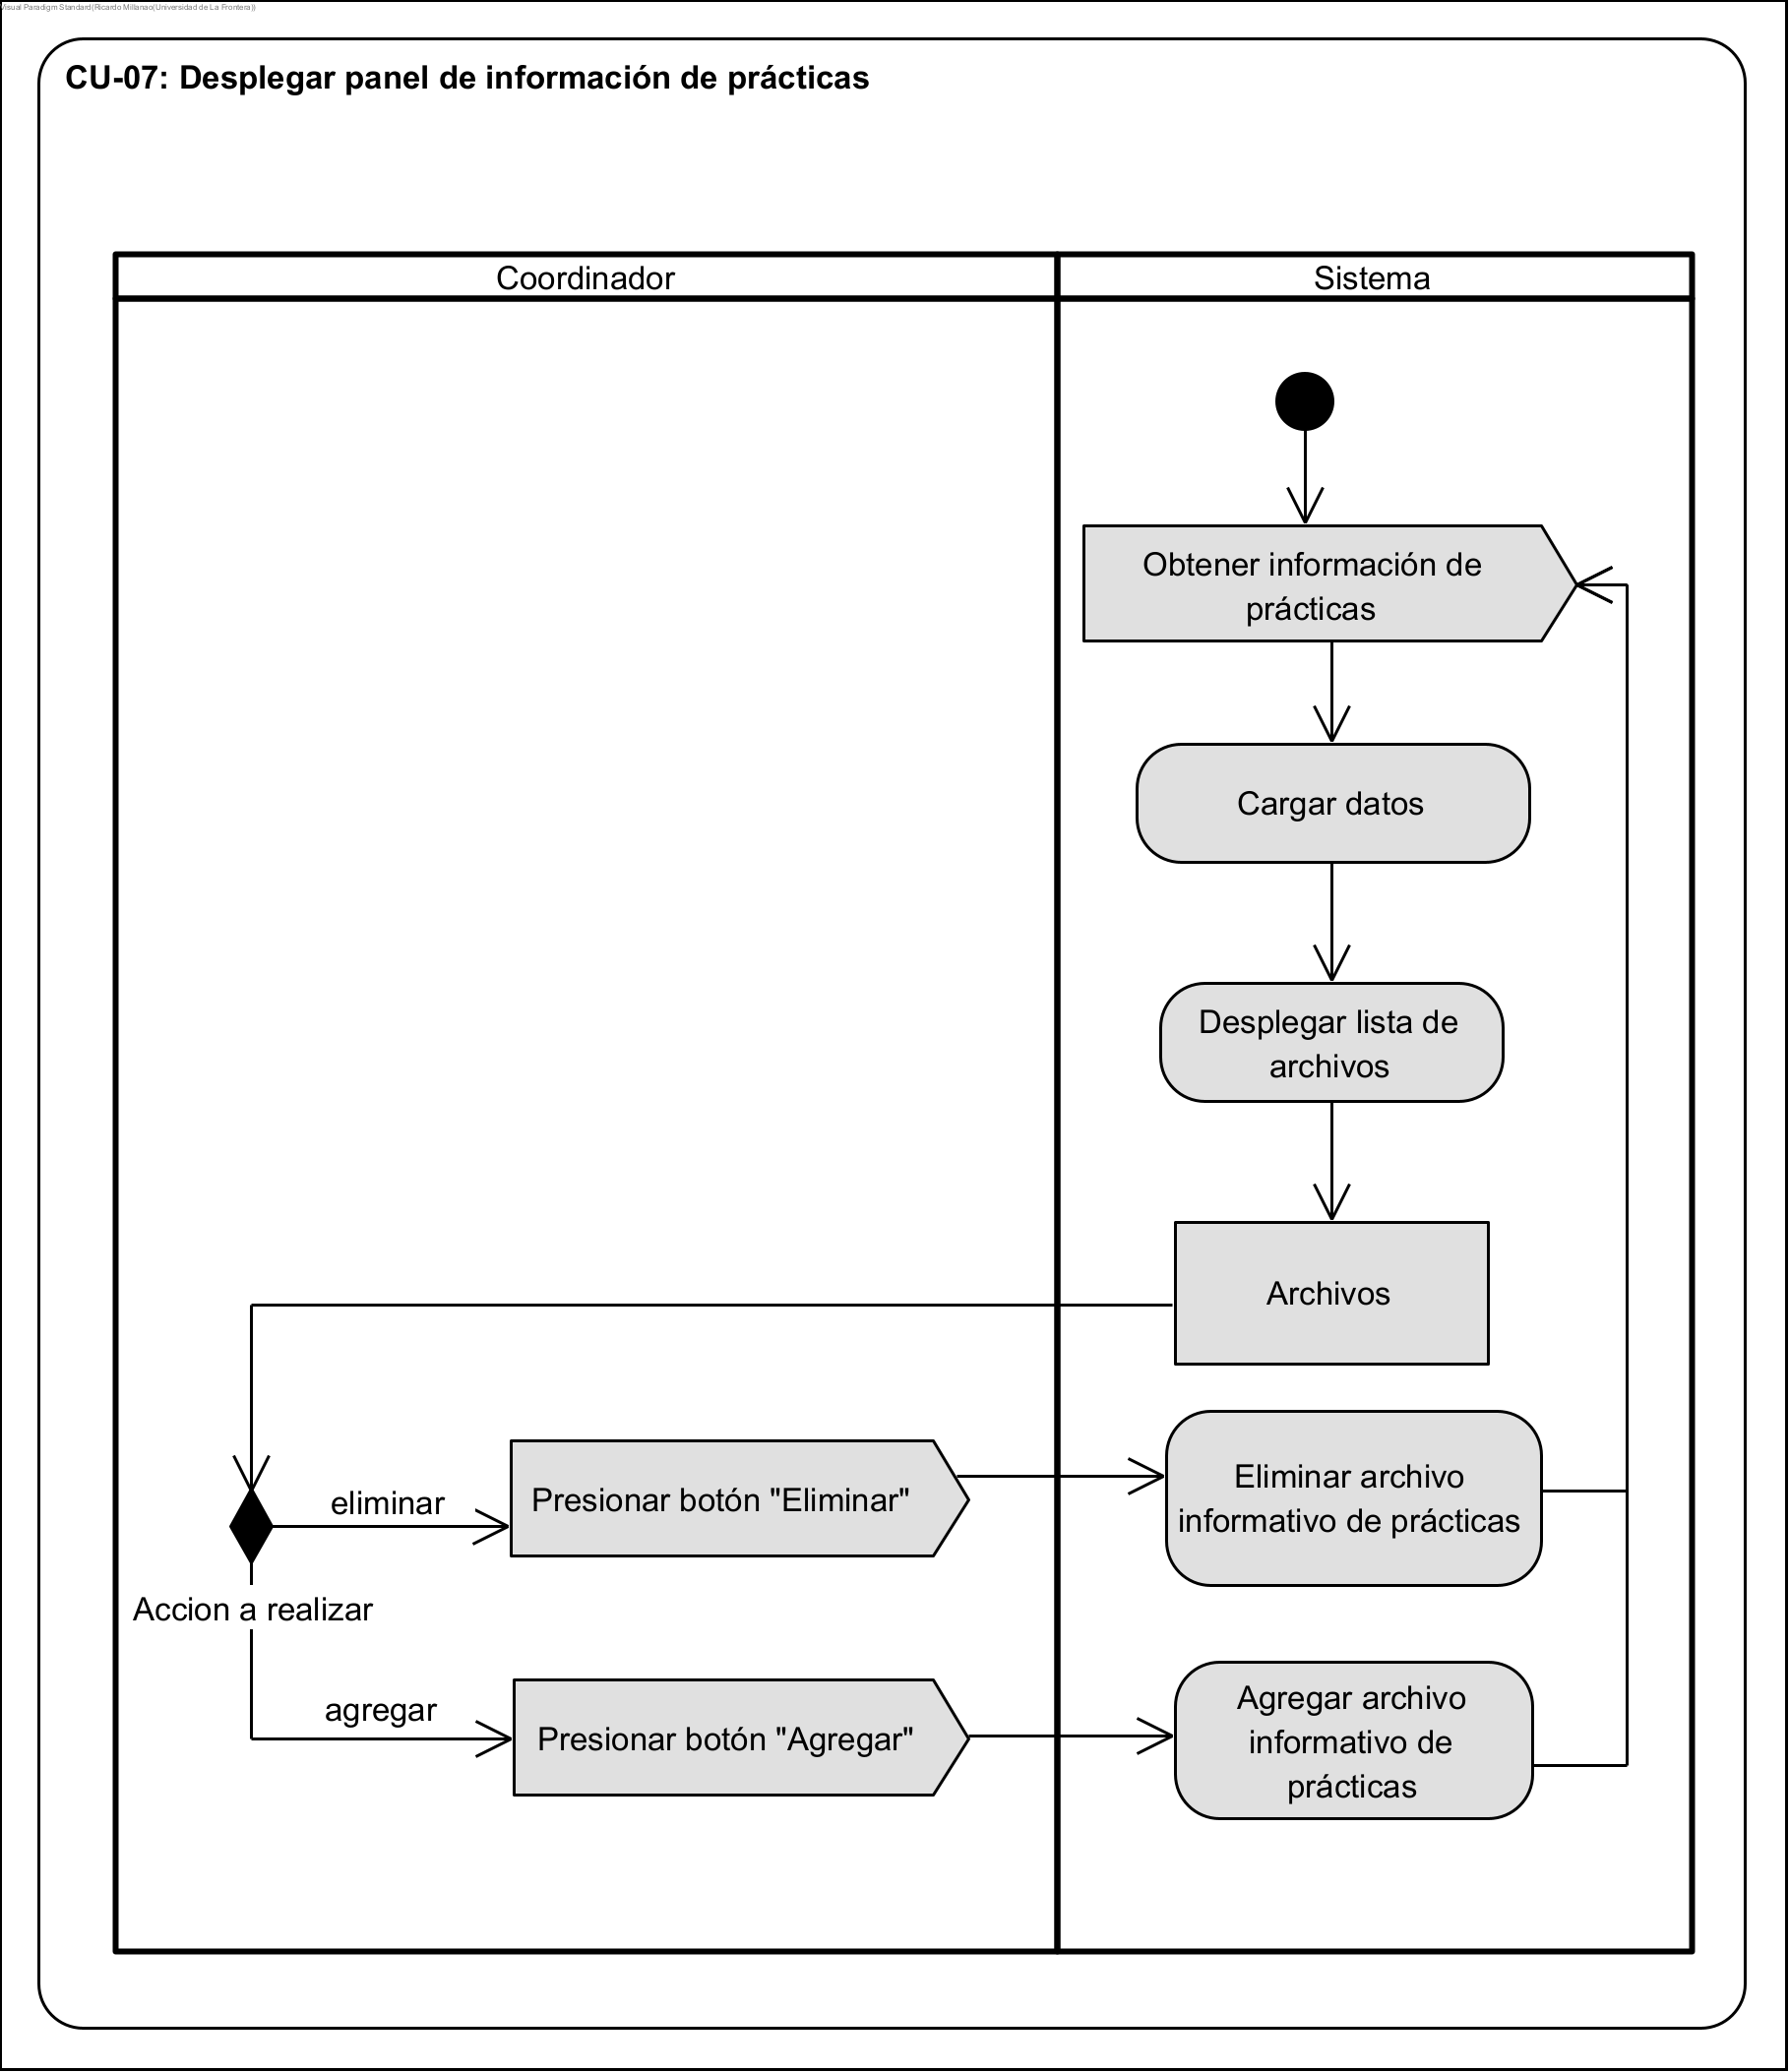 Visual Paradigm Standard(Ricardo Millanao(Universidad de La Frontera))
CU-07: Desplegar panel de información de prácticas
Coordinador
Sistema
Obtener información de
prácticas
Cargar datos
Desplegar lista de
archivos
Archivos
eliminar
Presionar botón "Eliminar"
Eliminar archivo
informativo de prácticas
Accion a realizar
agregar
Presionar botón "Agregar"
Agregar archivo
informativo de
prácticas